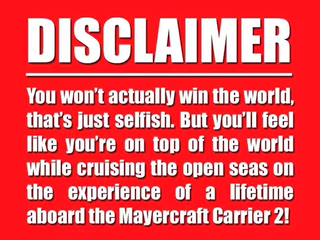 DISCLAIMER
You won't actually win the world,
that's just selfish. But you'll feel
like you're on top of the world
while cruising the open seas on
the experience of a lifetime
aboard the Mayercraft Carrier 2!